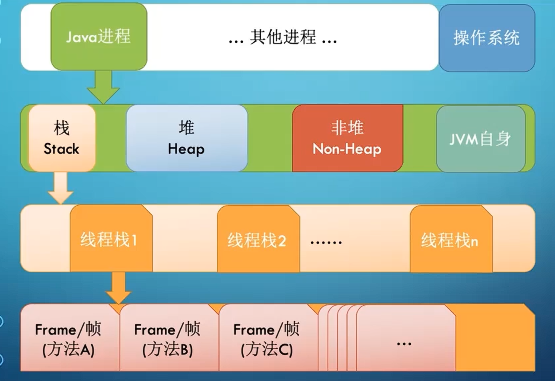 Java进程
... 其他进程 ...
操作系统
栈
Stack
堆
Heap
非堆
Non-Heap
JVM自身
线程栈1
线程栈2
......
线程栈n
Frame/帧
(方法A)
Frame/帧
(方法B)
Frame/帧
(方法C)
...